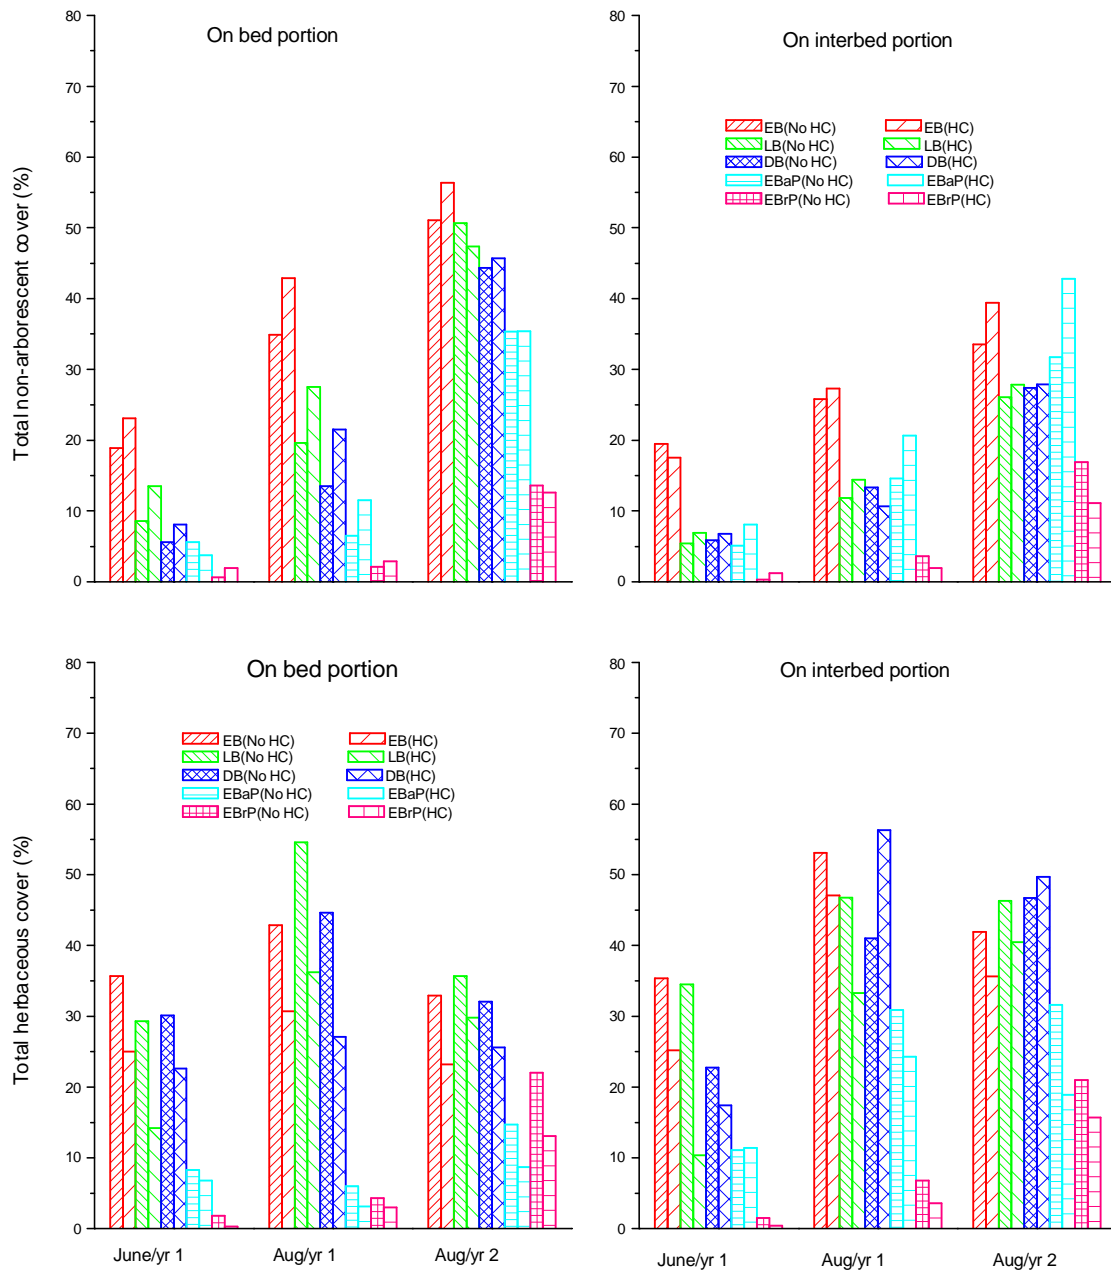 80
70
60
50
40
30
20
10
0
Total non-arborescent cover (%)
On bed portion
80
70
60
50
40
30
20
10
0
On interbed portion
EB(No HC) EB(HC)
LB(No HC) LB(HC)
DB(No HC) DB(HC)
EBaP(No HC) EBaP(HC)
EBrP(No HC) EBrP(HC)
80
70
60
50
40
30
20
10
0
Total herbaceous cover (%)
On bed portion
EB(No HC) EB(HC)
LB(No HC) LB(HC)
DB(No HC) DB(HC)
EBaP(No HC) EBaP(HC)
EBrP(No HC) EBrP(HC)
June/yr 1 Aug/yr 1 Aug/yr 2
80
70
60
50
40
30
20
10
0
On interbed portion
June/yr 1 Aug/yr 1 Aug/yr 2